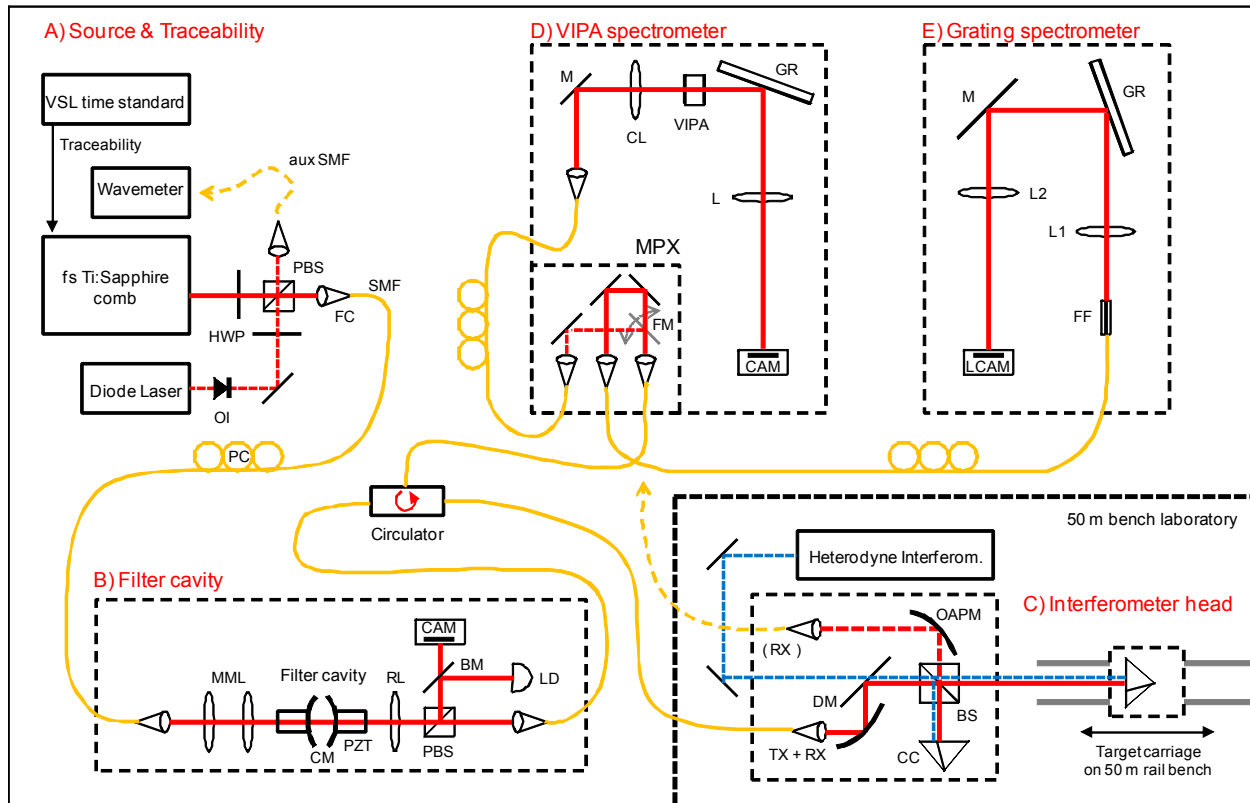 A) Source & Traceability
VSL time standard
Traceability
Wavemeter
aux SMF
fs Ti:Sapphire
comb
PBS
SMF
FC
HWP
Diode Laser
OI
PC
D) VIPA spectrometer
M
CL
VIPA
GR
L
MPX
FM
CAM
E) Grating spectrometer
M
GR
L2
L1
FF
LCAM
Circulator
B) Filter cavity
CAM
BM
LD
MML
Filter cavity
RL
PZT
CM
PBS
50 m bench laboratory
Heterodyne Interferom.
C) Interferometer head
OAPM
(RX)
DM
BS
TX + RX
CC
Target carriage
on 50 m rail bench